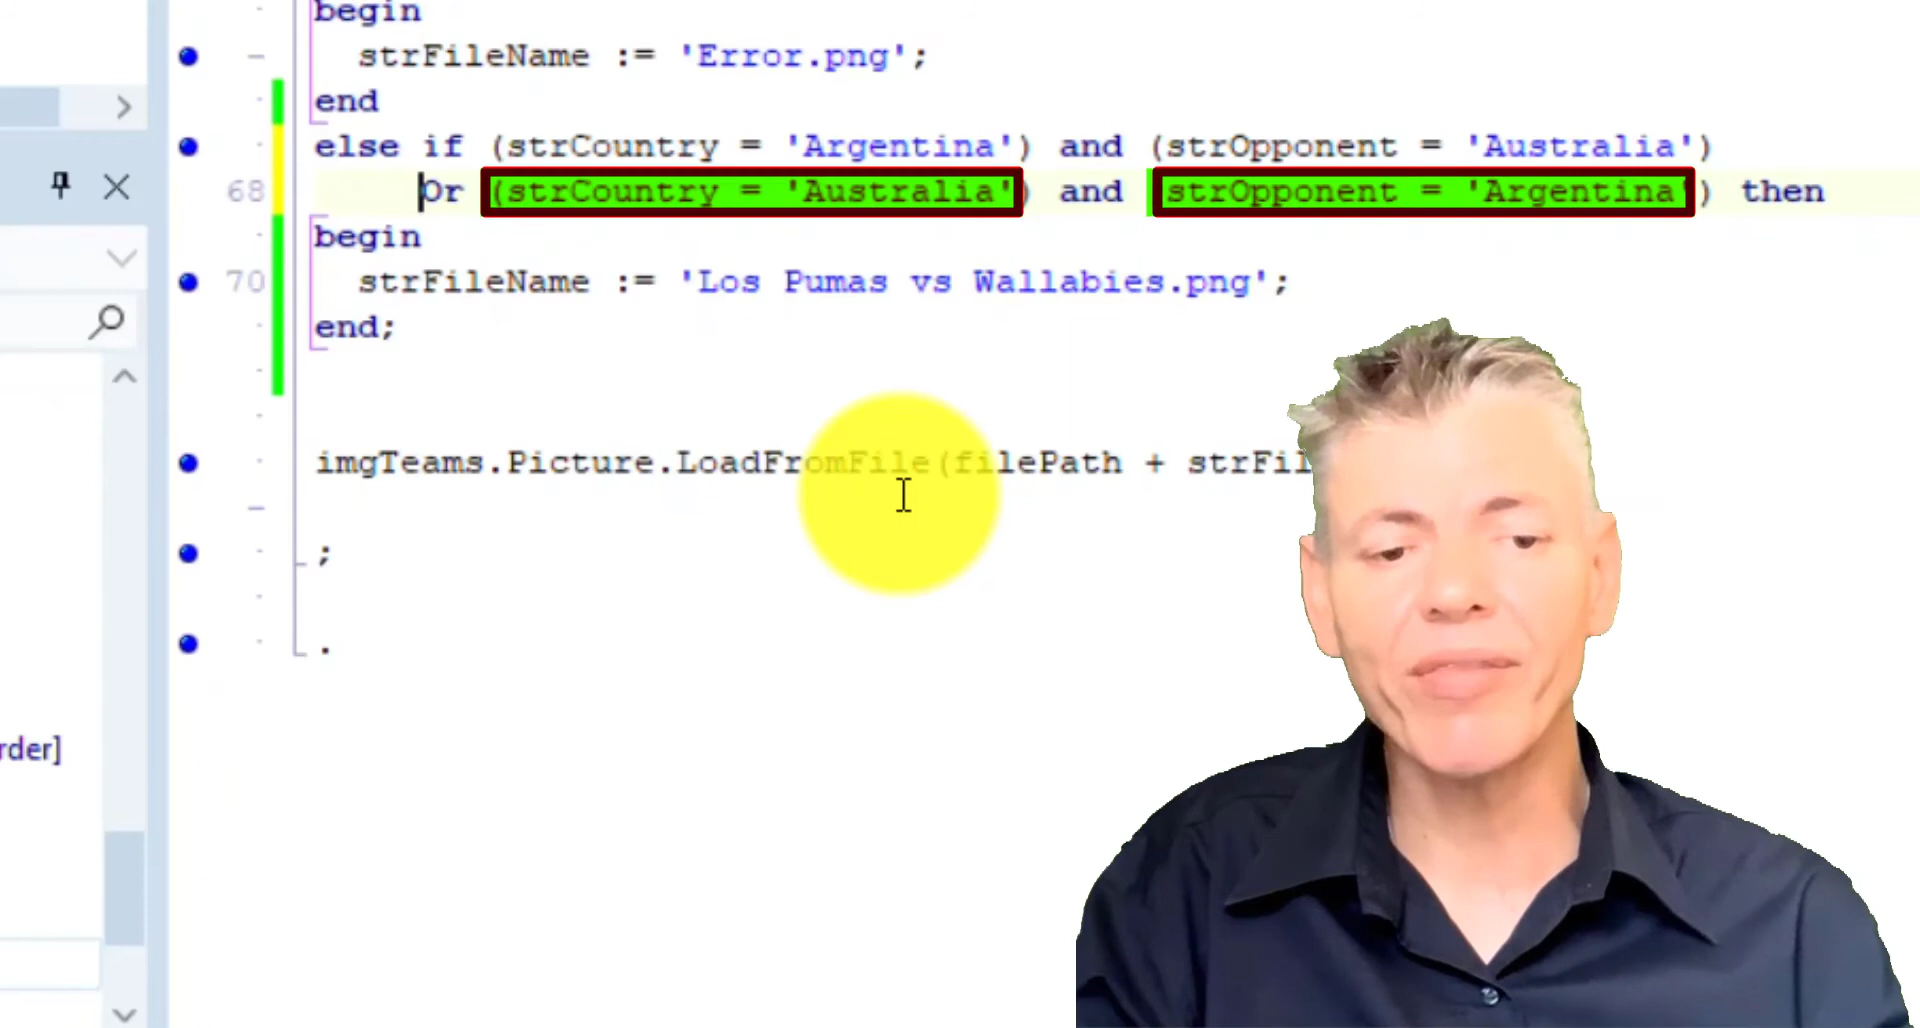 begin
strFileName := 'Error.png';
end
else if (strCountry = 'Argentina') and (strOpponent = 'Australia')
68 Or (strCountry = 'Australia') and (strOpponent = 'Argentina') then
begin
70 strFileName := 'Los Pumas vs Wallabies.png';
end;
imgTeams.Picture.LoadFromFile(filePath + strFil
;
.
rder]